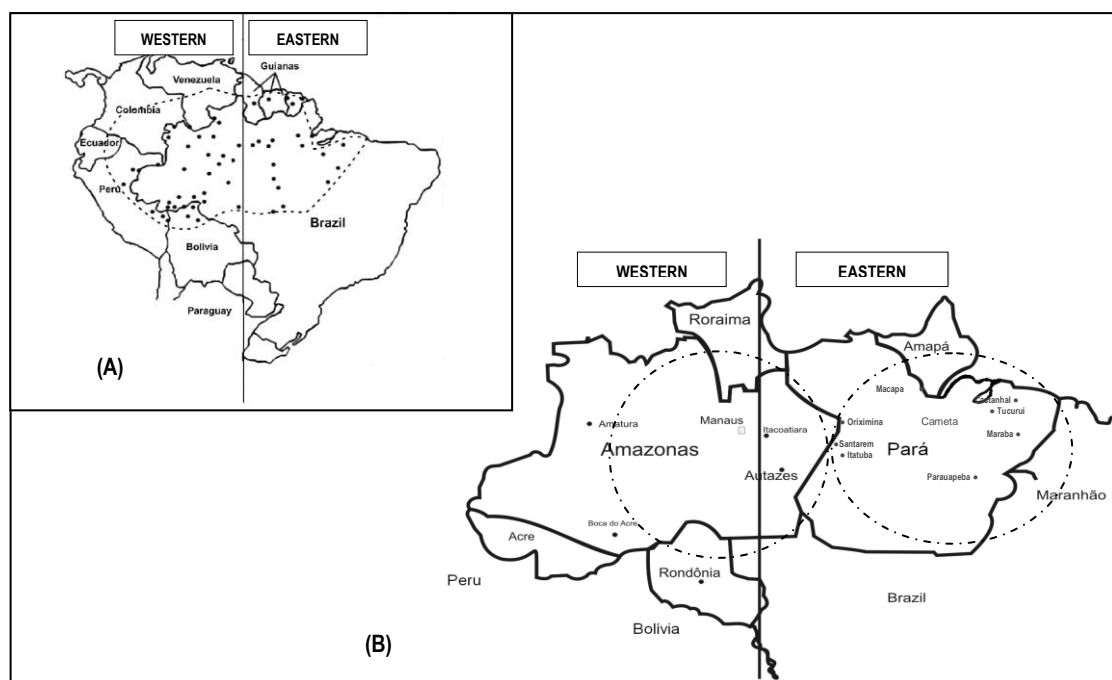 WESTERN
EASTERN
Guianas
Venezuela
Colombia
Ecuador
Peru
Brazil
Bolivia
Paraguay
(A)
WESTERN
EASTERN
Roraima
Amapá
Macapa
Castanhal
Tucurui
Amatura
Manaus
Itacoatiara
Oriximina
Cameta
Maraba
Amazonas
Santarem
Pará
Itatuba
Autazes
Parauapeba
Maranhão
Boca do Acre
Acre
Peru
Rondônia
Brazil
Bolivia
(B)